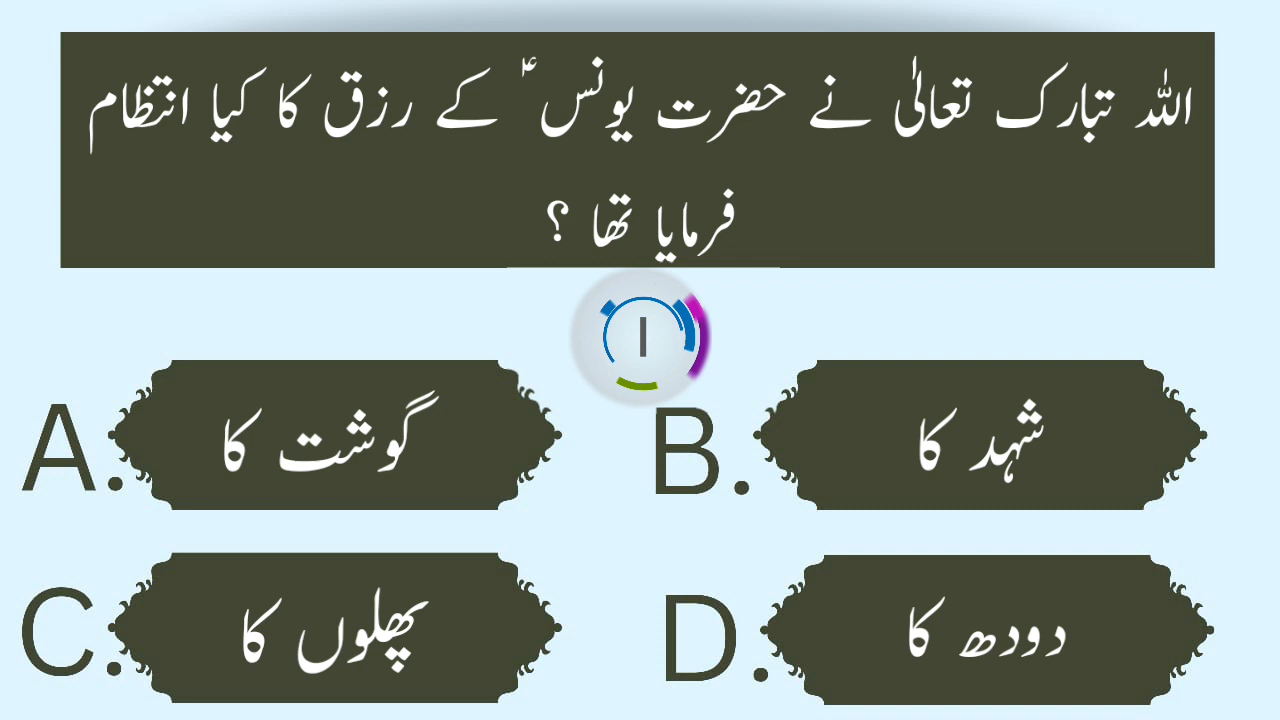 اللہ تبارک تعالیٰ نے حضرت یونس ؑ کے رزق کا کیا انتظام
فرمایا تھا ؟
ا
A. گوشت کا
B. شہد کا
C. پھلوں کا
D. دودھ کا